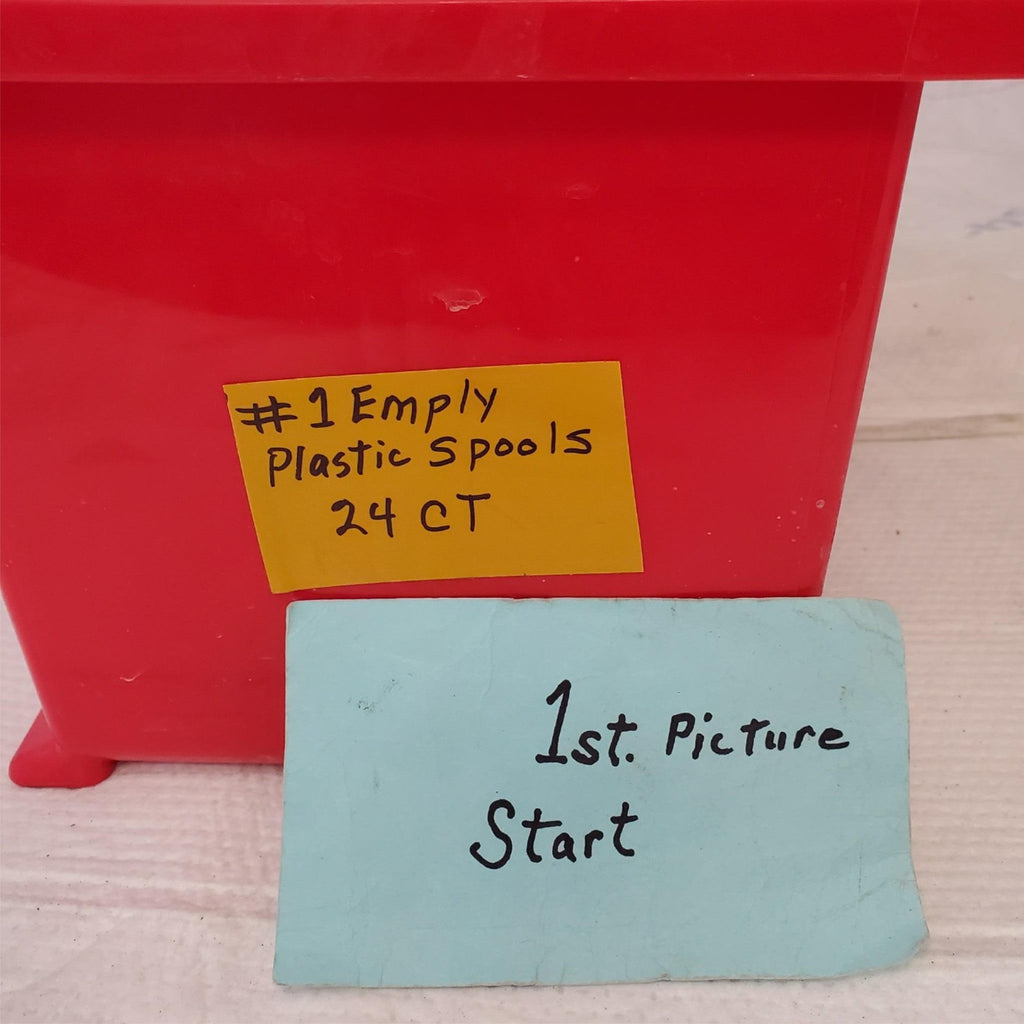 #1 Emply
Plastic Spools
24 CT
1st. Picture
Start